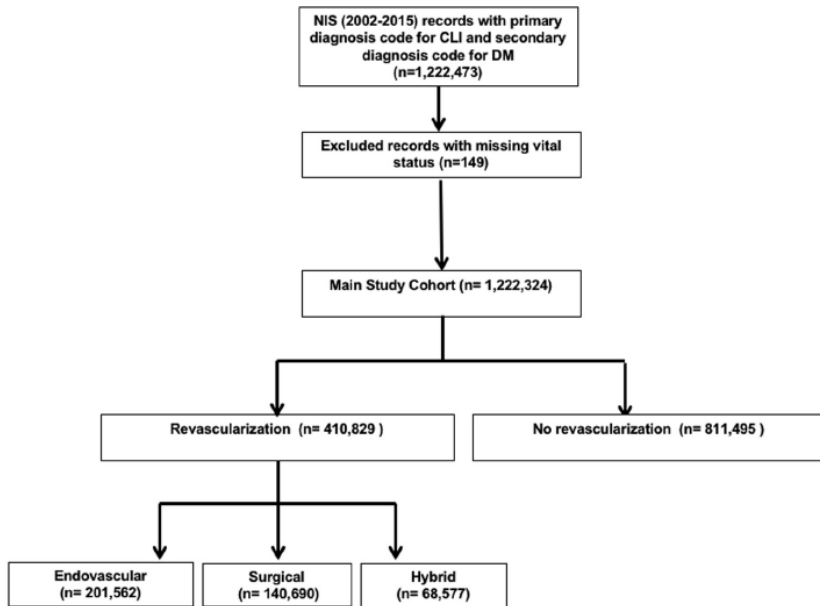 NIS (2002-2015) records with primary
diagnosis code for CLI and secondary
diagnosis code for DM
(n=1,222,473)
Excluded records with missing vital
status (n=149)
Main Study Cohort (n= 1,222,324)
Revascularization (n= 410,829 )
No revascularization (n= 811,495 )
Endovascular
(n= 201,562)
Surgical
(n= 140,690)
Hybrid
(n= 68,577)